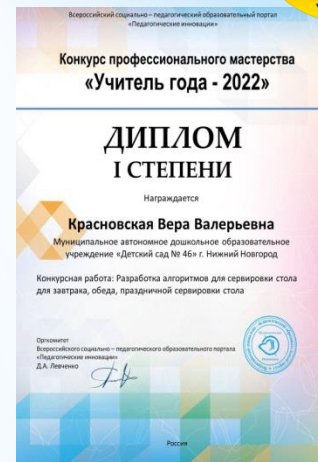 Всероссийский социально – педагогический образовательный портал
«Педагогические инновации»
Конкурс профессионального мастерства
«Учитель года - 2022»
ДИПЛОМ
I СТЕПЕНИ
Награждается
Красновская Вера Валерьевна
Муниципальное автономное дошкольное образовательное
учреждение «Детский сад № 46» г. Нижний Новгород
Конкурсная работа: Разработка алгоритмов для сервировки стола
для завтрака, обеда, праздничной сервировки стола
Оргкомитет
Всероссийского социально – педагогического образовательного портала
«Педагогические инновации»
Д.А. Левченко
Россия